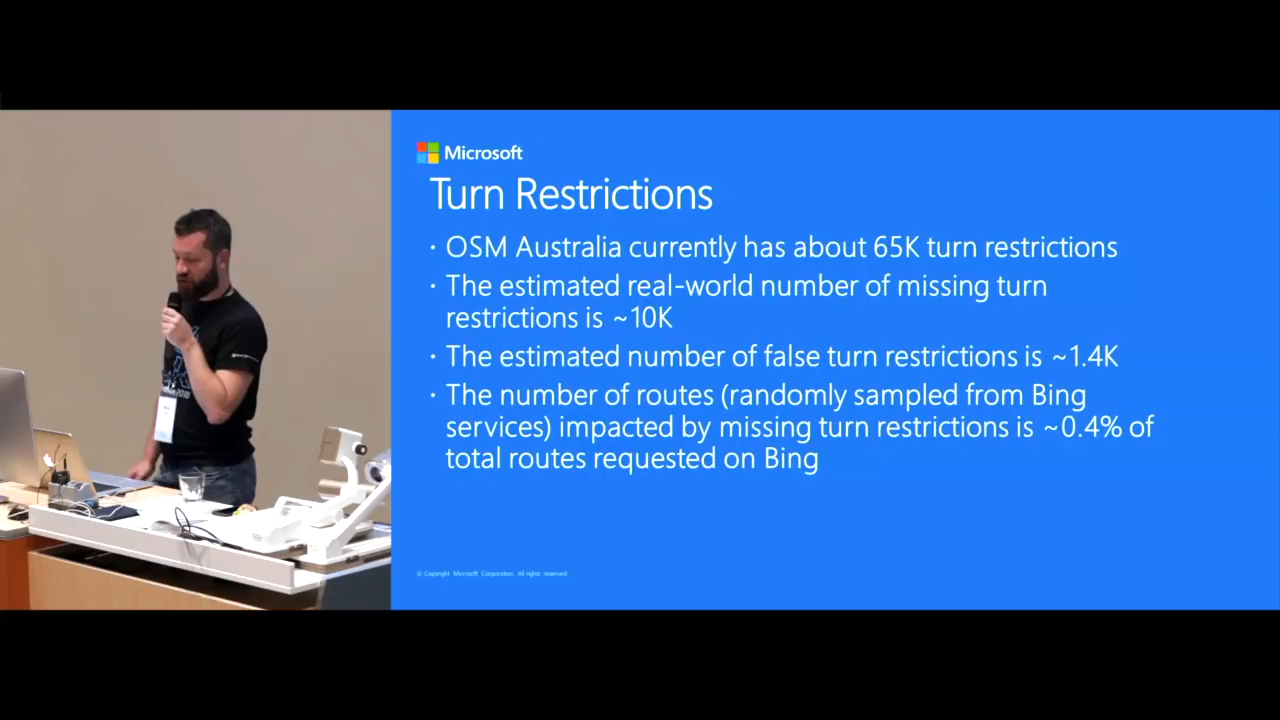 Microsoft
Turn Restrictions
• OSM Australia currently has about 65K turn restrictions
• The estimated real-world number of missing turn
restrictions is ~10K
• The estimated number of false turn restrictions is ~1.4K
• The number of routes (randomly sampled from Bing
services) impacted by missing turn restrictions is ~0.4% of
total routes requested on Bing
© Copyright Microsoft Corporation. All rights reserved.